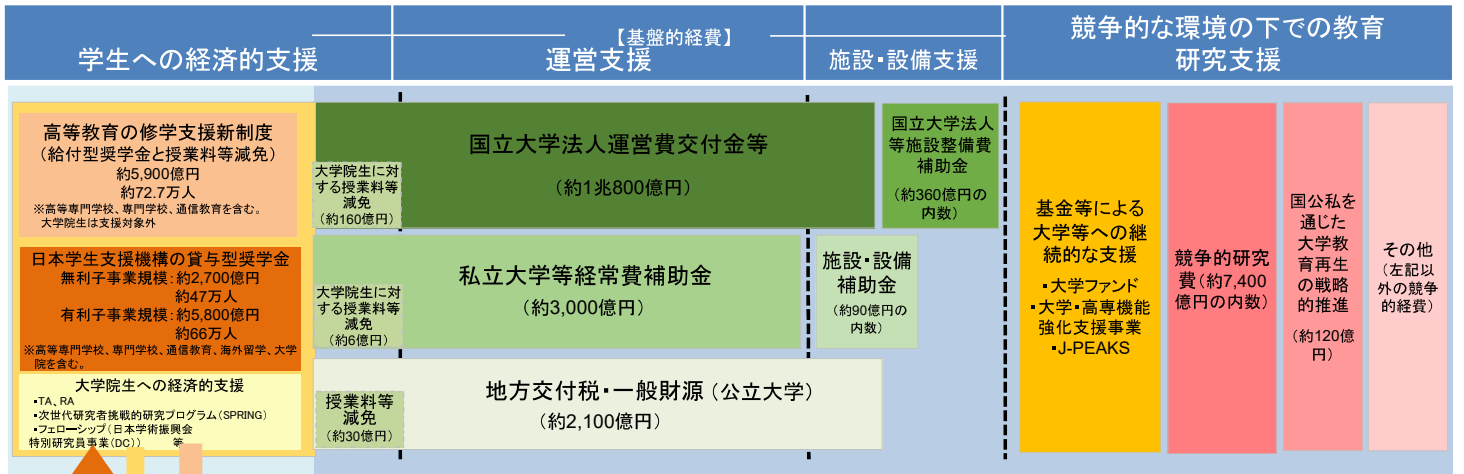 学生への経済的支援
【基盤的経費】
運営支援
施設・設備支援
競争的な環境の下での教育
研究支援
高等教育の修学支援新制度
（給付型奨学金と授業料等減免）
約5,900億円
約72.7万人
※高等専門学校、専門学校、通信教育を含む。
大学院生は支援対象外
日本学生支援機構の貸与型奨学金
無利子事業規模：約2,700億円
約47万人
有利子事業規模：約5,800億円
約66万人
※高等専門学校、専門学校、通信教育、海外留学、大学
院を含む。
大学院生への経済的支援
・TA、RA
・次世代研究者挑戦的研究プログラム（SPRING）
・フェローシップ（日本学術振興会
特別研究員事業（DC）） 等
大学院生に対
する授業料等
減免
（約160億円）
国立大学法人運営費交付金等
（約1兆800億円）
大学院生に対
する授業料等
減免
（約6億円）
私立大学等経常費補助金
（約3,000億円）
授業料等
減免
（約30億円）
地方交付税・一般財源（公立大学）
（約2,100億円）
国立大学法人
等施設整備費
補助金
（約360億円の
内数）
施設・設備
補助金
（約90億円の
内数）
基金等による
大学等への継
続的な支援
・大学ファンド
・大学・高専機能
強化支援事業
・J-PEAKS
競争的研究
費（約7,400
億円の内数）
国公私を
通じた
大学教
育再生
の戦略
的推進
（約120億
円）
その他
（左記以
外の競争
的経費）